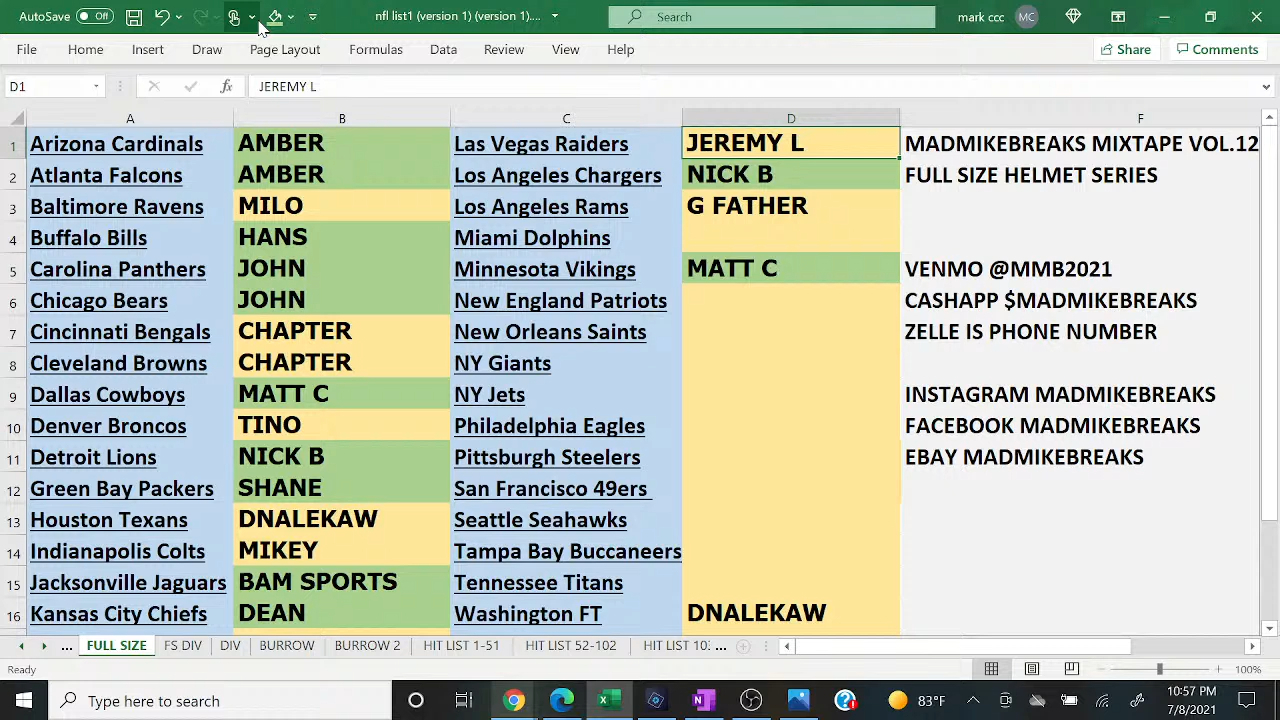 AutoSave Off nfl list1 (version 1) (version 1).... Search mark ccc MC
File Home Insert Draw Page Layout Formulas Data Review View Help Share Comments
D1 fx JEREMY L
A B C D F
1 Arizona Cardinals AMBER Las Vegas Raiders JEREMY L MADMIKEBREAKS MIXTAPE VOL.12
2 Atlanta Falcons AMBER Los Angeles Chargers NICK B FULL SIZE HELMET SERIES
3 Baltimore Ravens MILO Los Angeles Rams G FATHER
4 Buffalo Bills HANS Miami Dolphins
5 Carolina Panthers JOHN Minnesota Vikings MATT C VENMO @MMB2021
6 Chicago Bears JOHN New England Patriots CASHAPP $MADMIKEBREAKS
7 Cincinnati Bengals CHAPTER New Orleans Saints ZELLE IS PHONE NUMBER
8 Cleveland Browns CHAPTER NY Giants
9 Dallas Cowboys MATT C NY Jets INSTAGRAM MADMIKEBREAKS
10 Denver Broncos TINO Philadelphia Eagles FACEBOOK MADMIKEBREAKS
11 Detroit Lions NICK B Pittsburgh Steelers EBAY MADMIKEBREAKS
12 Green Bay Packers SHANE San Francisco 49ers
13 Houston Texans DNALEKAW Seattle Seahawks
14 Indianapolis Colts MIKEY Tampa Bay Buccaneers
15 Jacksonville Jaguars BAM SPORTS Tennessee Titans
16 Kansas City Chiefs DEAN Washington FT DNALEKAW
... FULL SIZE FS DIV DIV BURROW BURROW 2 HIT LIST 1-51 HIT LIST 52-102 HIT LIST 10: ...
Ready 100%
Type here to search 83°F 10:57 PM
7/8/2021